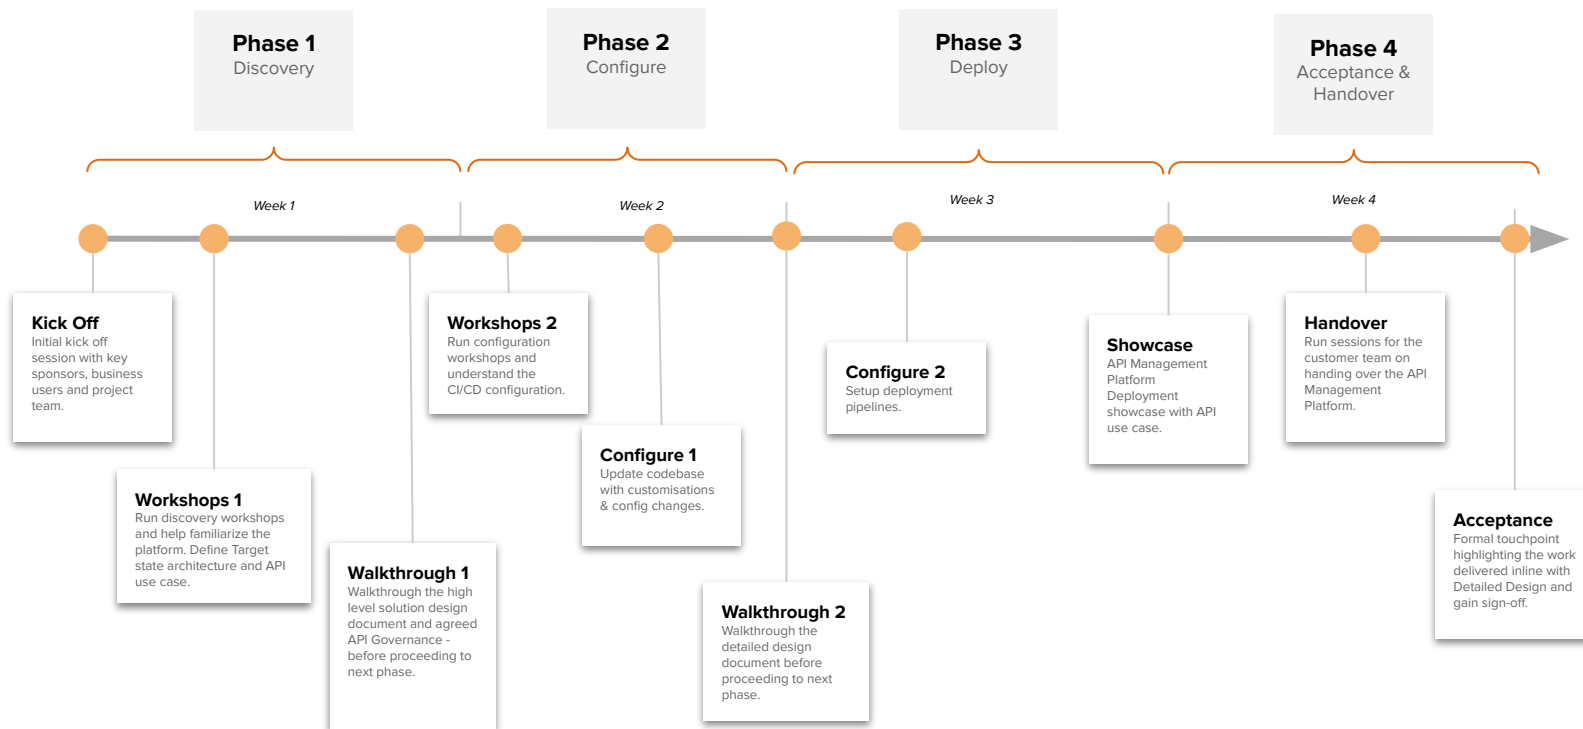 Phase 1
Discovery
Phase 2
Configure
Phase 3
Deploy
Phase 4
Acceptance &
Handover
Week 1
Week 2
Week 3
Week 4
Kick Off
Initial kick off
session with key
sponsors, business
users and project
team.
Workshops 1
Run discovery workshops
and help familiarize the
platform. Define Target
state architecture and API
use case.
Walkthrough 1
Walkthrough the high
level solution design
document and agreed
API Governance -
before proceeding to
next phase.
Workshops 2
Run configuration
workshops and
understand the
CI/CD configuration.
Configure 1
Update codebase
with customisations
& config changes.
Walkthrough 2
Walkthrough the
detailed design
document before
proceeding to next
phase.
Configure 2
Setup deployment
pipelines.
Showcase
API Management
Platform
Deployment
showcase with API
use case.
Handover
Run sessions for the
customer team on
handing over the API
Management
Platform.
Acceptance
Formal touchpoint
highlighting the work
delivered inline with
Detailed Design and
gain sign-off.